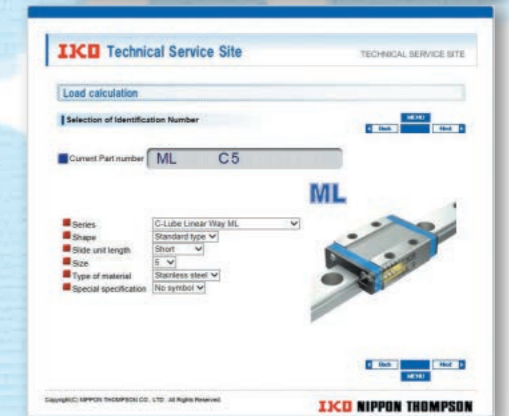 IKO Technical Service Site
TECHNICAL SERVICE SITE
Load calculation
Selection of Identification Number
MENU
Back Next
Current Part number ML C5
ML
Series C-Lube Linear Way ML
Shape Standard type
Slide unit length Short
Size 5
Type of material Stainless steel
Special specification No symbol
Back Next
MENU
Copyright(C) NIPPON THOMPSON CO., LTD. All Rights Reserved.
IKO NIPPON THOMPSON